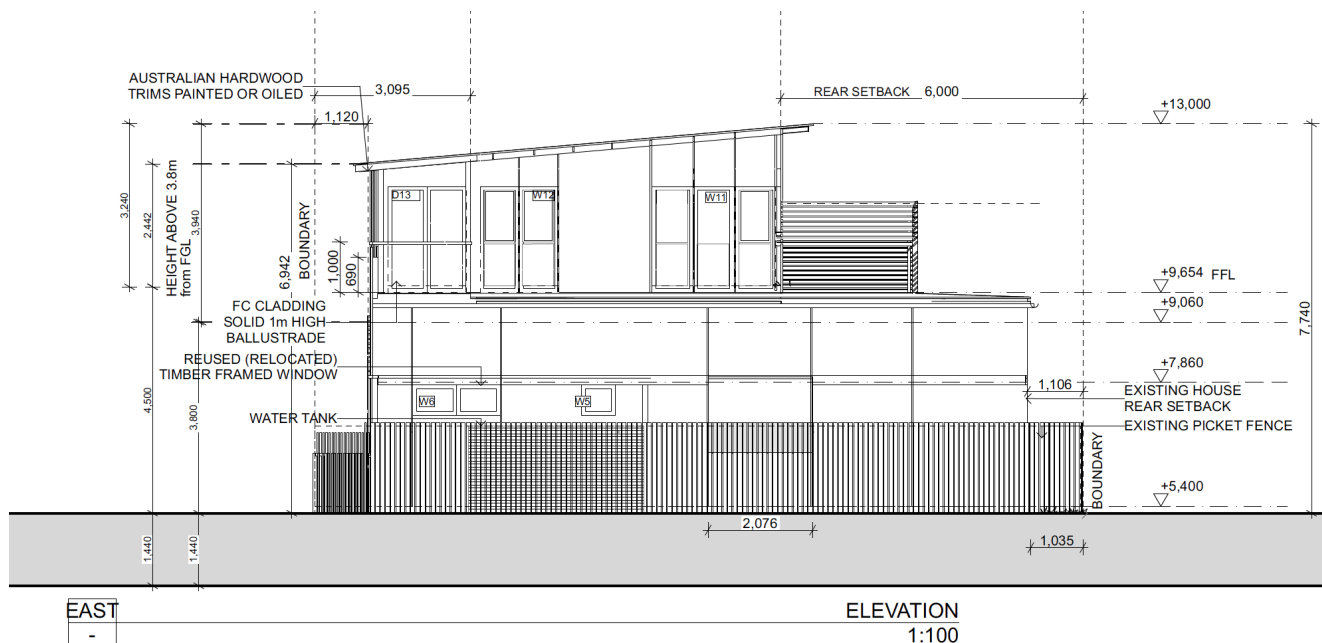 AUSTRALIAN HARDWOOD
TRIMS PAINTED OR OILED
3,095
REAR SETBACK 6,000
1,120
+13,000
3,240
2,442
HEIGHT ABOVE 3.8m
from FGL
3,940
6,942
BOUNDARY
1,000
690
D13
W12
W11
+9,654 FFL
+9,060
7,740
FC CLADDING
SOLID 1m HIGH
BALLUSTRADE
REUSED (RELOCATED)
TIMBER FRAMED WINDOW
+7,860
4,500
3,800
W6
W5
1,106
EXISTING HOUSE
REAR SETBACK
WATER TANK
EXISTING PICKET FENCE
BOUNDARY
+5,400
2,076
1,035
1,440
1,440
EAST
ELEVATION
-
1:100